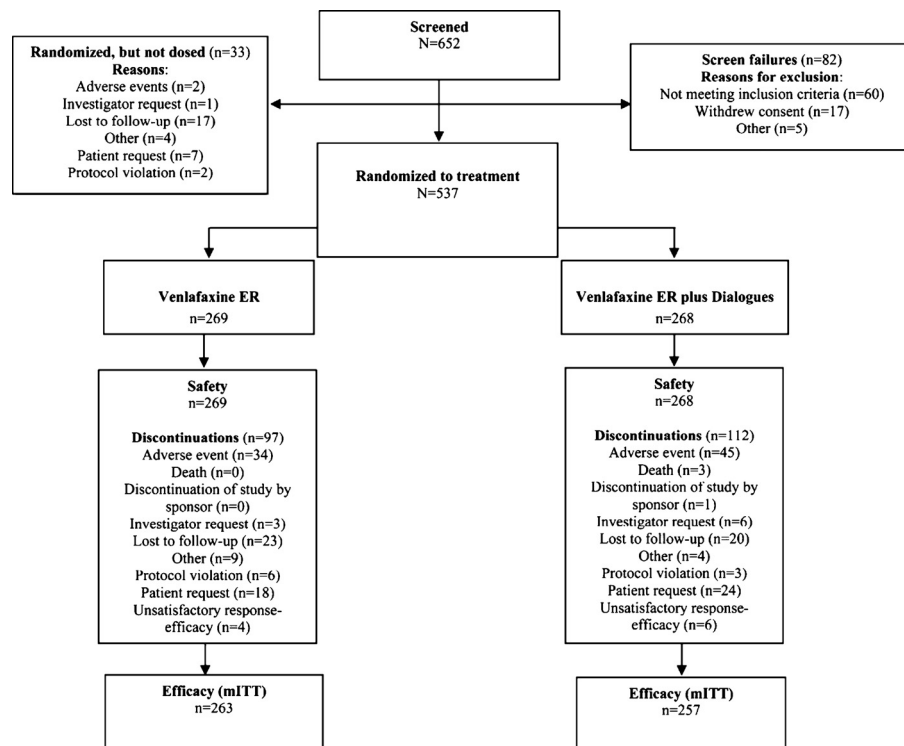 Screened
N=652
Randomized, but not dosed (n=33)
Reasons:
Adverse events (n=2)
Investigator request (n=1)
Lost to follow-up (n=17)
Other (n=4)
Patient request (n=7)
Protocol violation (n=2)
Screen failures (n=82)
Reasons for exclusion:
Not meeting inclusion criteria (n=60)
Withdrew consent (n=17)
Other (n=5)
Randomized to treatment
N=537
Venlafaxine ER
n=269
Venlafaxine ER plus Dialogues
n=268
Safety
n=269
Discontinuations (n=97)
Adverse event (n=34)
Death (n=0)
Discontinuation of study by
sponsor (n=0)
Investigator request (n=3)
Lost to follow-up (n=23)
Other (n=9)
Protocol violation (n=6)
Patient request (n=18)
Unsatisfactory response-
efficacy (n=4)
Safety
n=268
Discontinuations (n=112)
Adverse event (n=45)
Death (n=3)
Discontinuation of study by
sponsor (n=1)
Investigator request (n=6)
Lost to follow-up (n=20)
Other (n=4)
Protocol violation (n=3)
Patient request (n=24)
Unsatisfactory response-
efficacy (n=6)
Efficacy (mITT)
n=263
Efficacy (mITT)
n=257